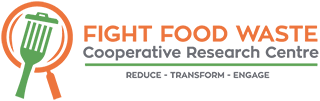 FIGHT FOOD WASTE
Cooperative Research Centre
REDUCE - TRANSFORM - ENGAGE